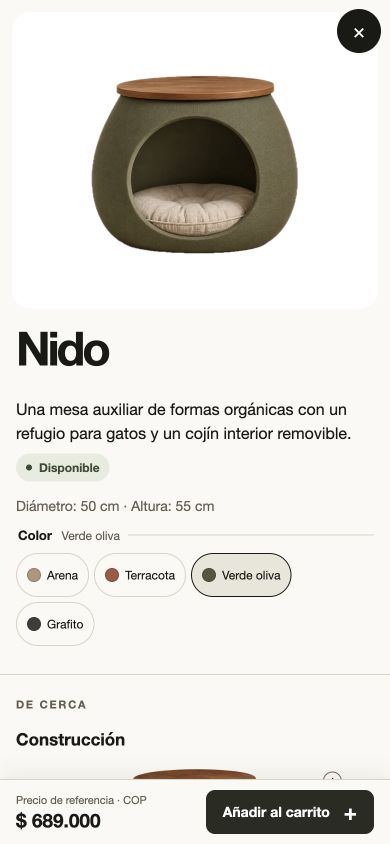 Nido
Una mesa auxiliar de formas orgánicas con un
refugio para gatos y un cojín interior removible.
Disponible
Diámetro: 50 cm · Altura: 55 cm
Color Verde oliva
Arena
Terracota
Verde oliva
Grafito
DE CERCA
Construcción
Precio de referencia · COP
$ 689.000
Añadir al carrito +